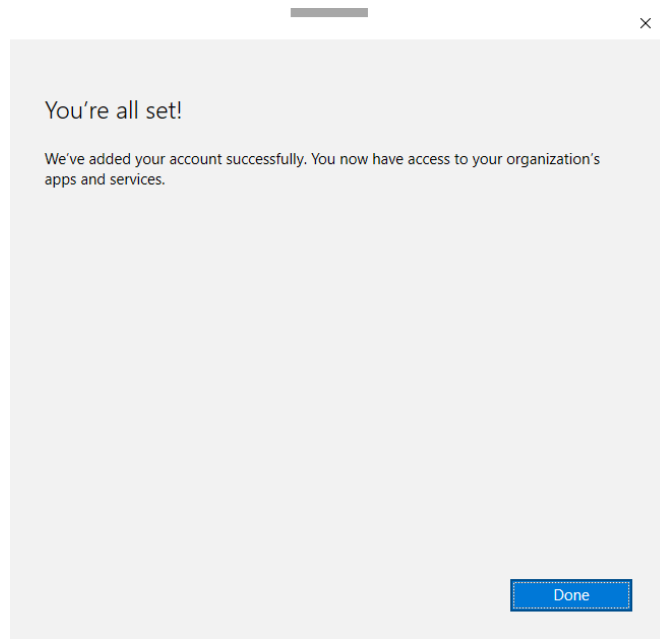 You’re all set!
We’ve added your account successfully. You now have access to your organization’s
apps and services.
Done